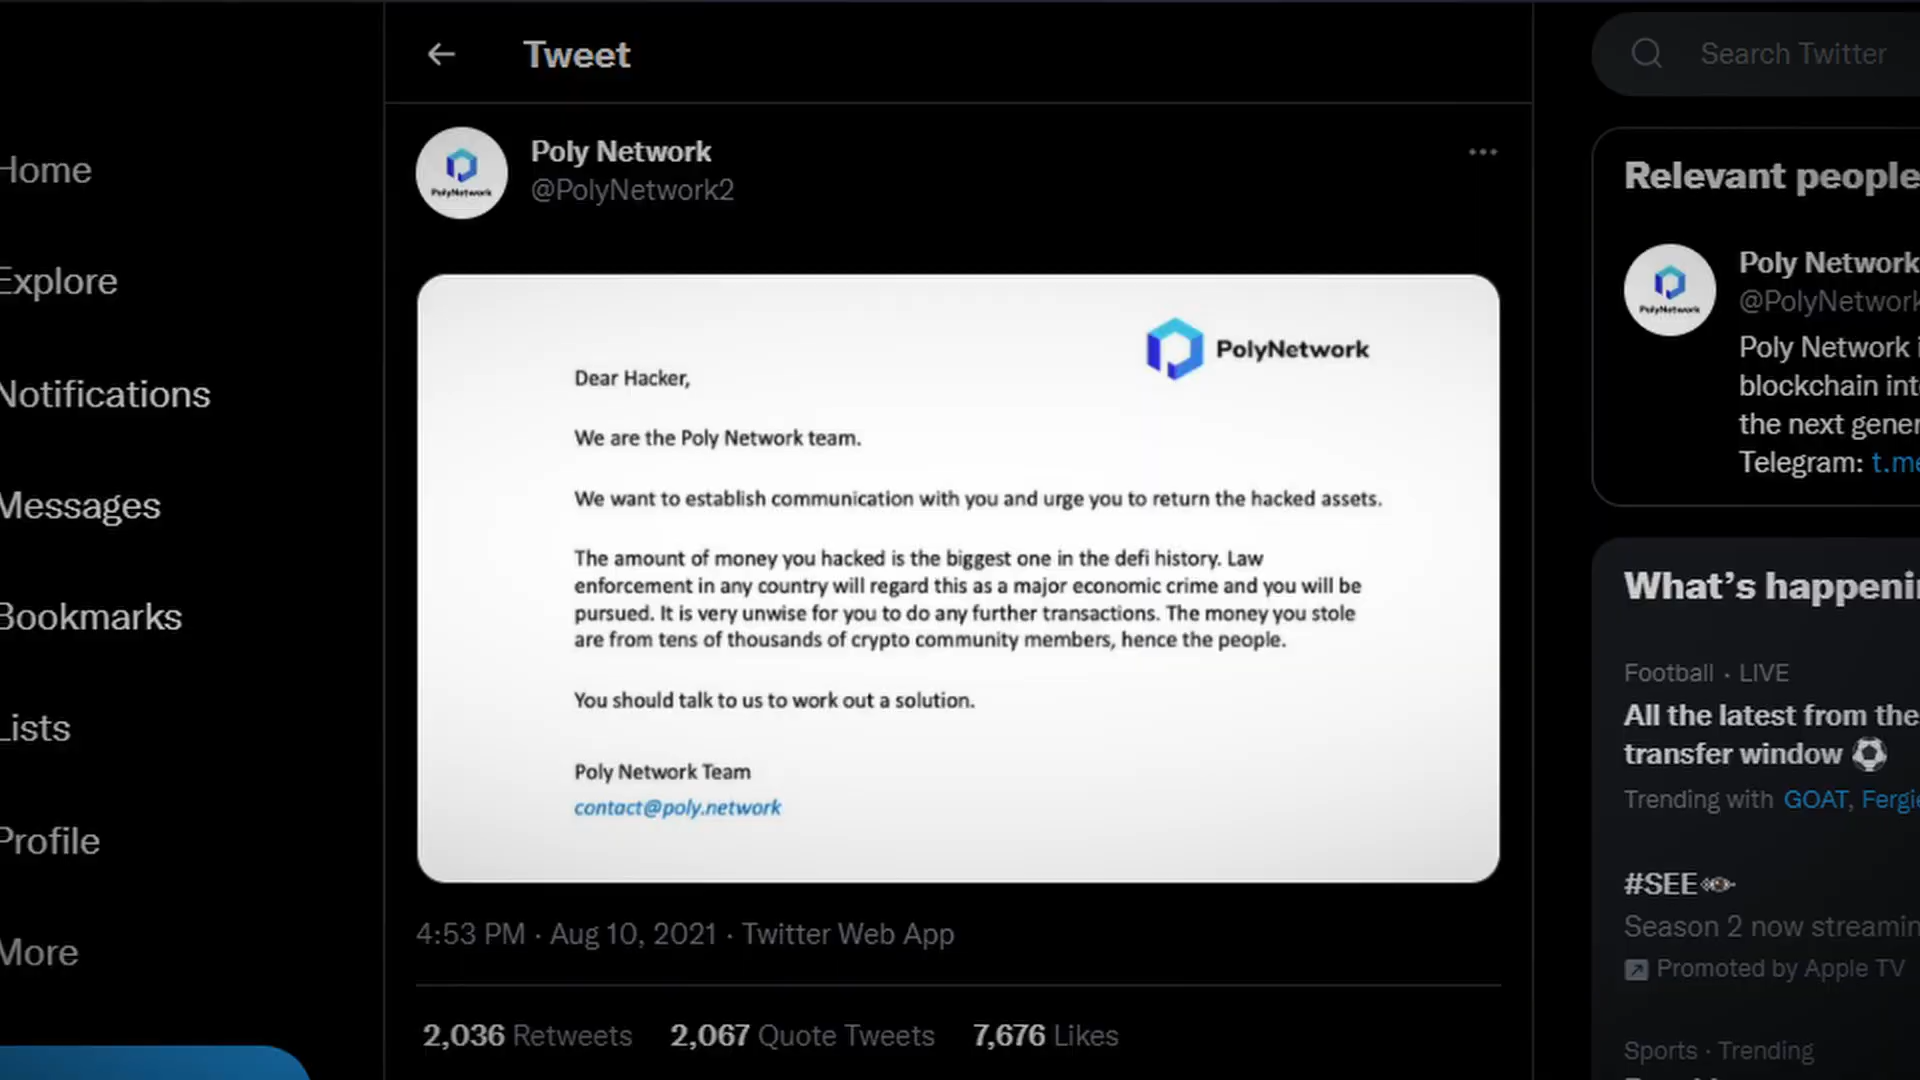 Tweet
Search Twitter
Poly Network
@PolyNetwork2
PolyNetwork
Home
Explore
Notifications
Messages
Bookmarks
Lists
Profile
More
PolyNetwork
Dear Hacker,
We are the Poly Network team.
We want to establish communication with you and urge you to return the hacked assets.
The amount of money you hacked is the biggest one in the defi history. Law
enforcement in any country will regard this as a major economic crime and you will be
pursued. It is very unwise for you to do any further transactions. The money you stole
are from tens of thousands of crypto community members, hence the people.
You should talk to us to work out a solution.
Poly Network Team
contact@poly.network
4:53 PM · Aug 10, 2021 · Twitter Web App
2,036 Retweets 2,067 Quote Tweets 7,676 Likes
Relevant people
PolyNetwork
Poly Network
@PolyNetwork
Poly Network
blockchain
the next
Telegram:
What's
Football · LIVE
All the latest from the
transfer window
Trending with GOAT,
#SEE
Season 2 now
Promoted by Apple TV
Sports · Trending